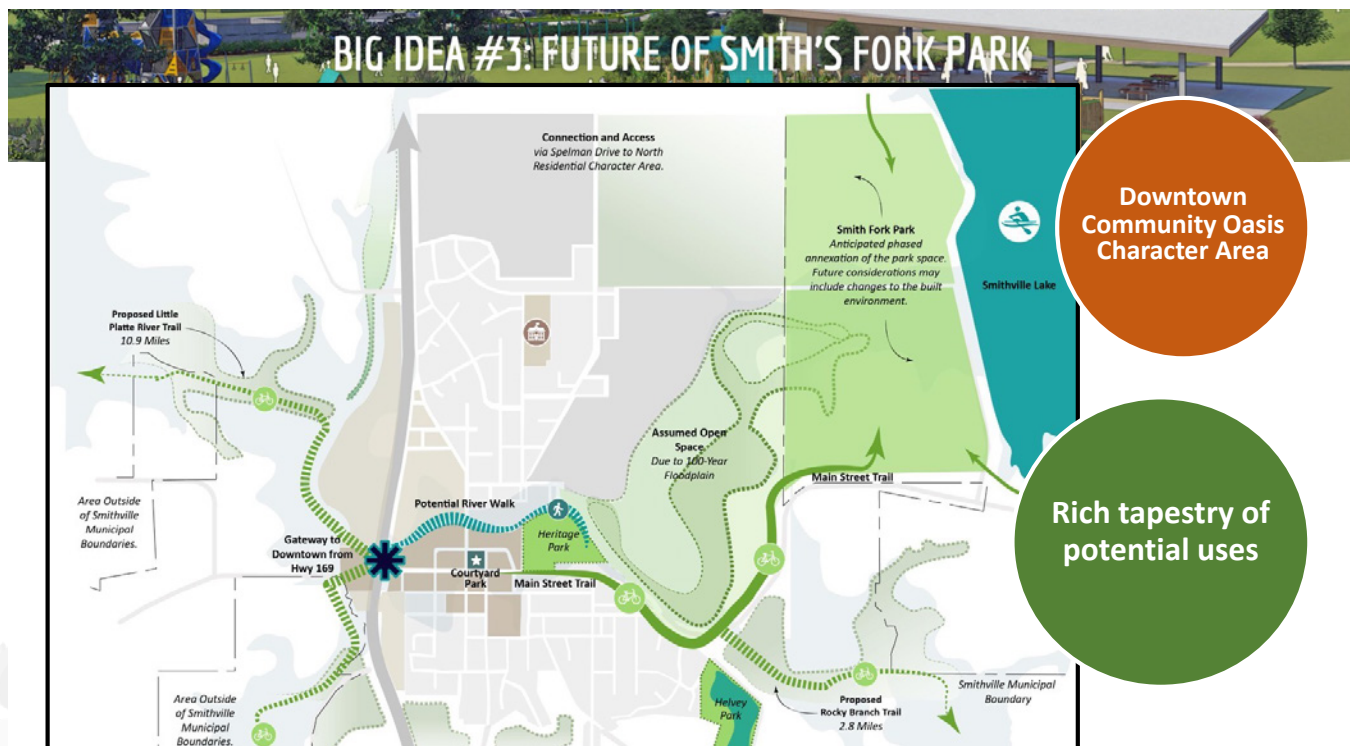 BIG IDEA #3: FUTURE OF SMITH'S FORK PARK
Connection and Access
via Spelman Drive to North
Residential Character Area.
Downtown
Community Oasis
Character Area
Smith Fork Park
Anticipated phased
annexation of the park space.
Future considerations may
include changes to the built
environment.
Smithville Lake
Proposed Little
Platte River Trail
10.9 Miles
Assumed Open
Space
Due to 100-Year
Floodplain
Main Street Trail
Area Outside
of Smithville
Municipal
Boundaries.
Potential River Walk
Gateway to
Downtown from
Hwy 169
Heritage
Park
Courtyard
Park
Main Street Trail
Rich tapestry of
potential uses
Area Outside
of Smithville
Municipal
Boundaries.
Helvey
Park
Proposed
Rocky Branch Trail
2.8 Miles
Smithville Municipal
Boundary